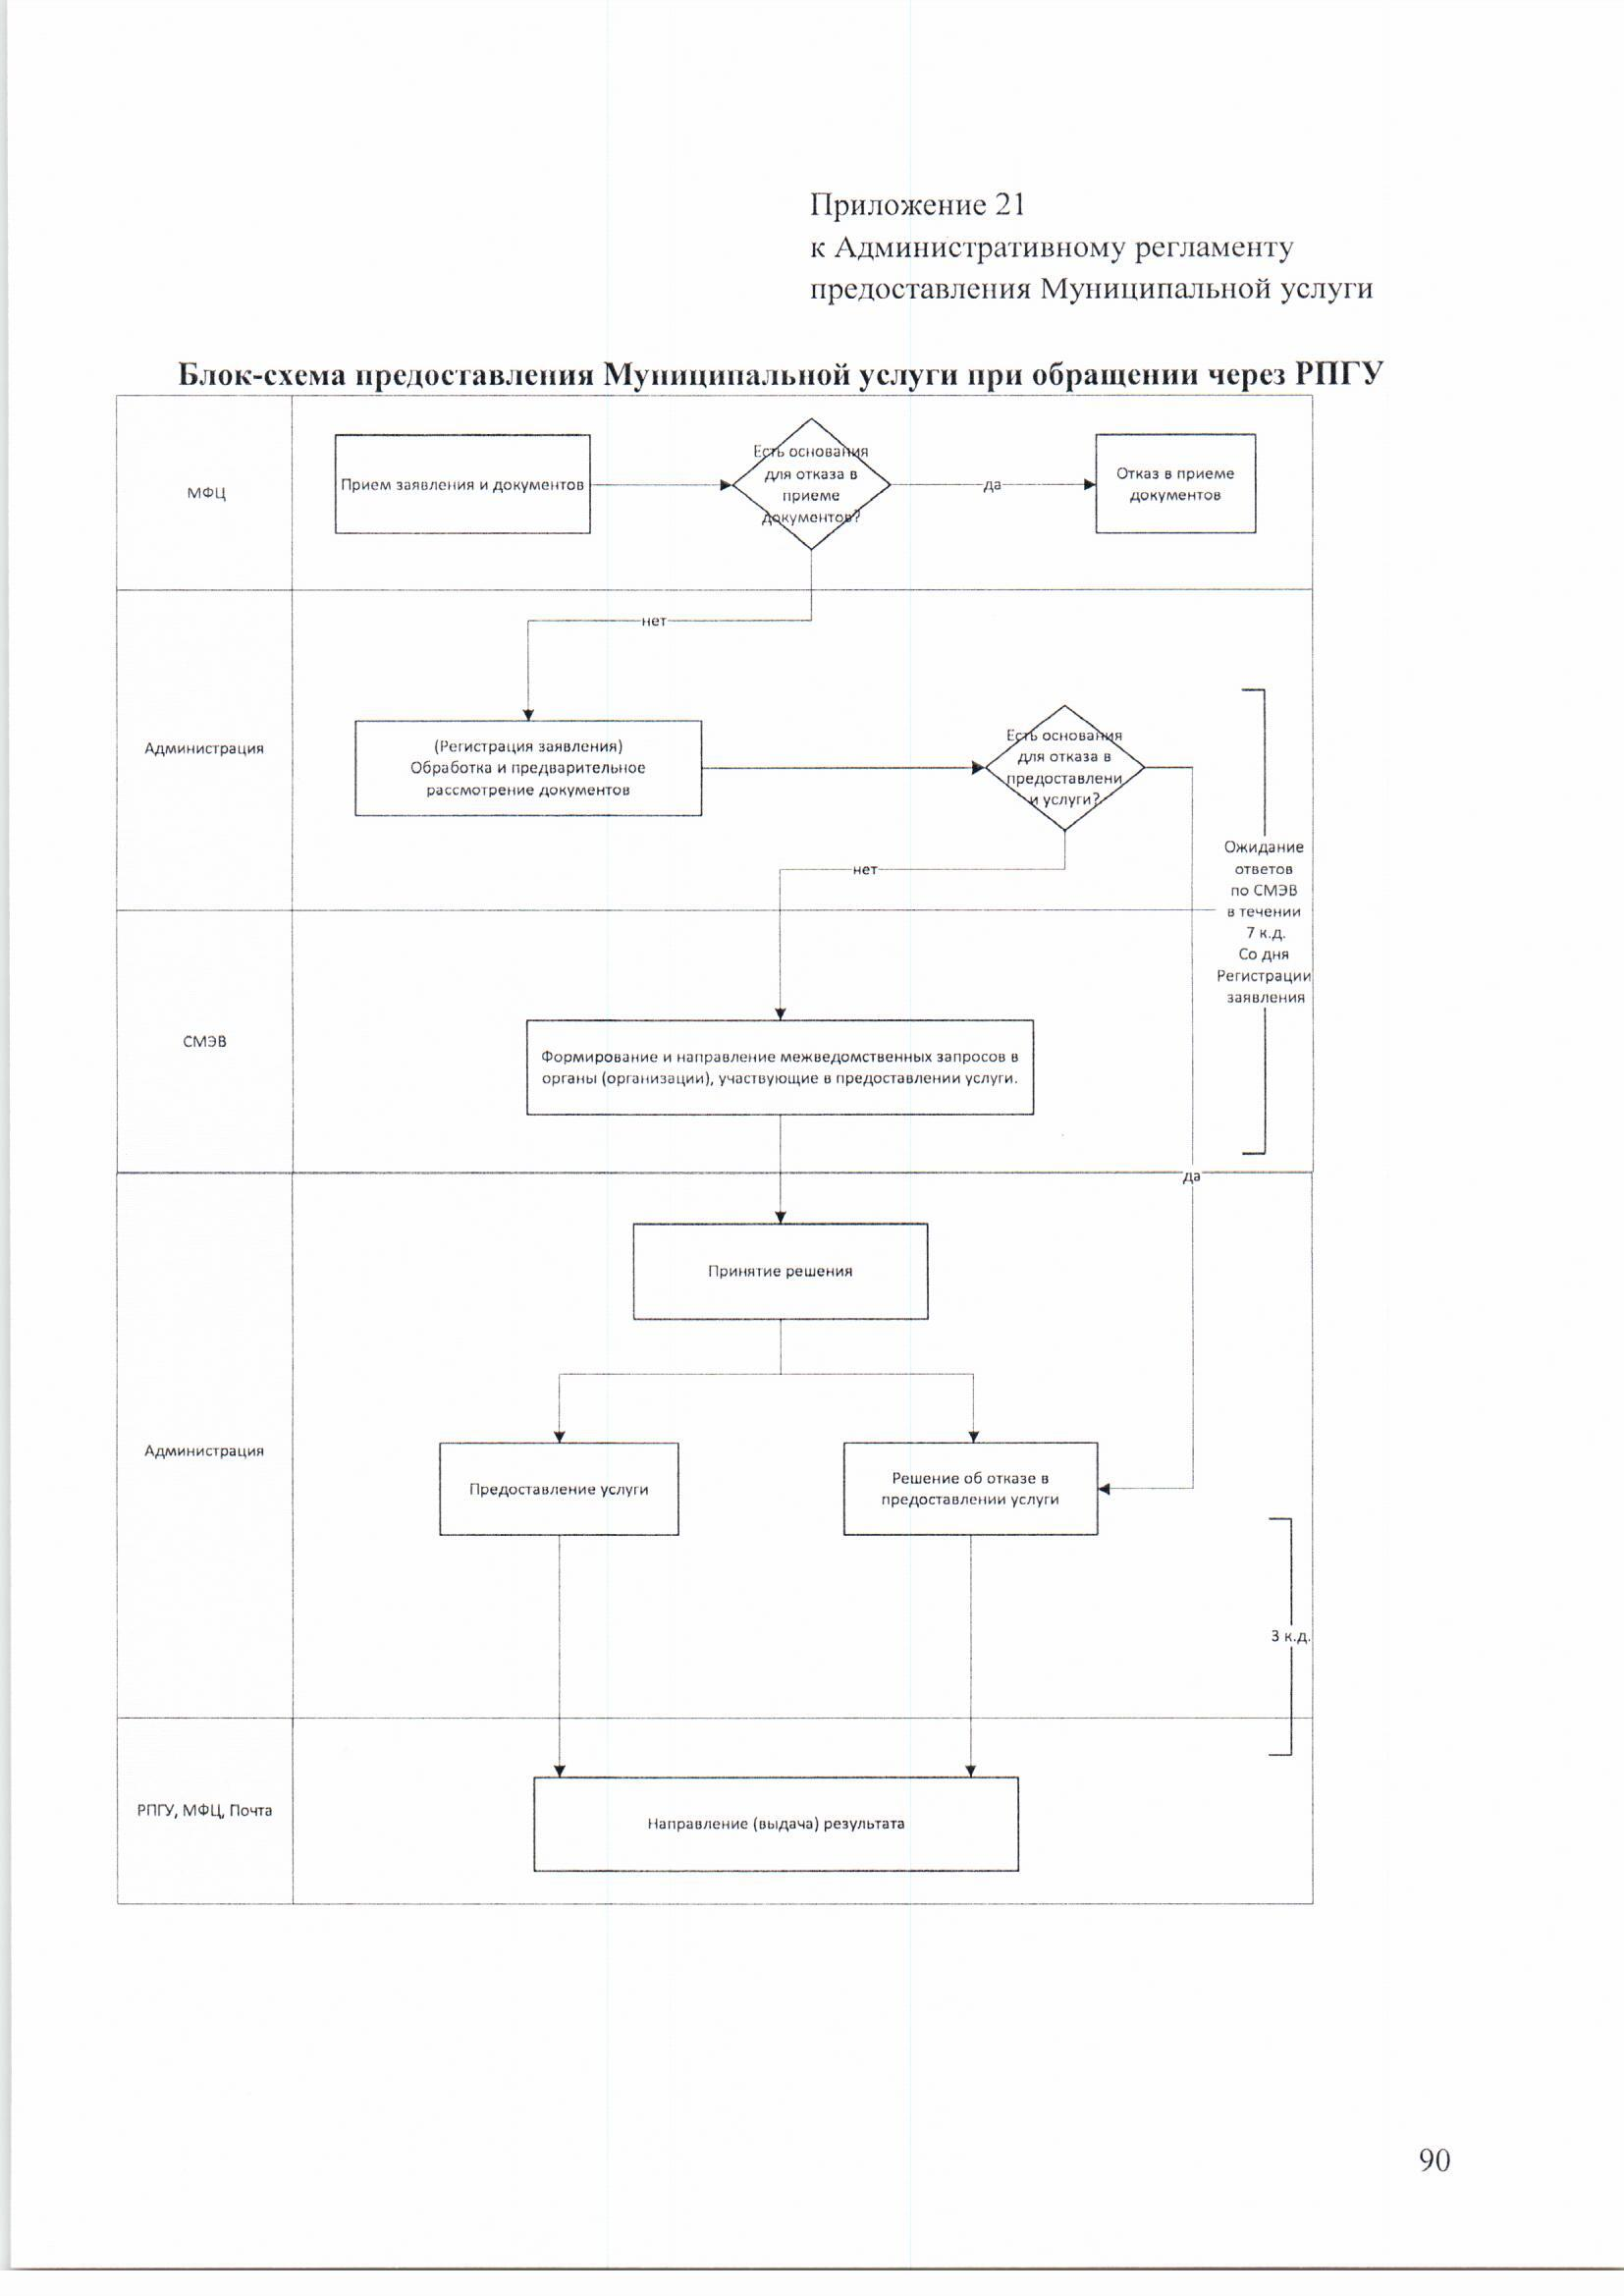 Приложение 21
к Административному регламенту
предоставления Муниципальной услуги
Блок-схема предоставления Муниципальной услуги при обращении через РПГУ
МФЦ
Прием заявления и документов
Есть основания
для отказа в
приеме
документов?
да
Отказ в приеме
документов
нет
Администрация
(Регистрация заявления)
Обработка и предварительное
рассмотрение документов
Есть основания
для отказа в
предоставлени
и услуги?
нет
Ожидание
ответов
по СМЭВ
в течении
7 к.д.
Со дня
Регистрации
заявления
СМЭВ
Формирование и направление межведомственных запросов в
органы (организации), участвующие в предоставлении услуги.
да
Принятие решения
Администрация
Предоставление услуги
Решение об отказе в
предоставлении услуги
3 к.д.
РПГУ, МФЦ, Почта
Направление (выдача) результата
90